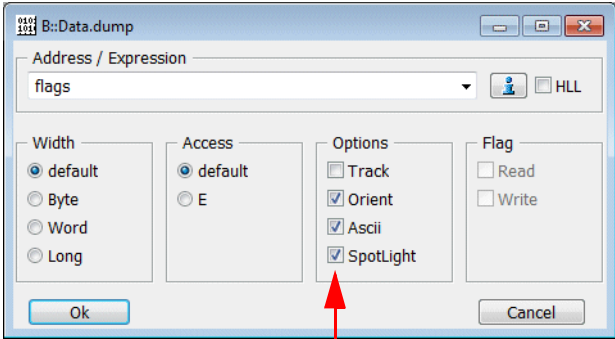 B::Data.dump
Address / Expression
flags
HLL
Width
Access
Options
Flag
default
default
Track
Read
Byte
E
Orient
Write
Word
Ascii
Long
SpotLight
Ok
Cancel